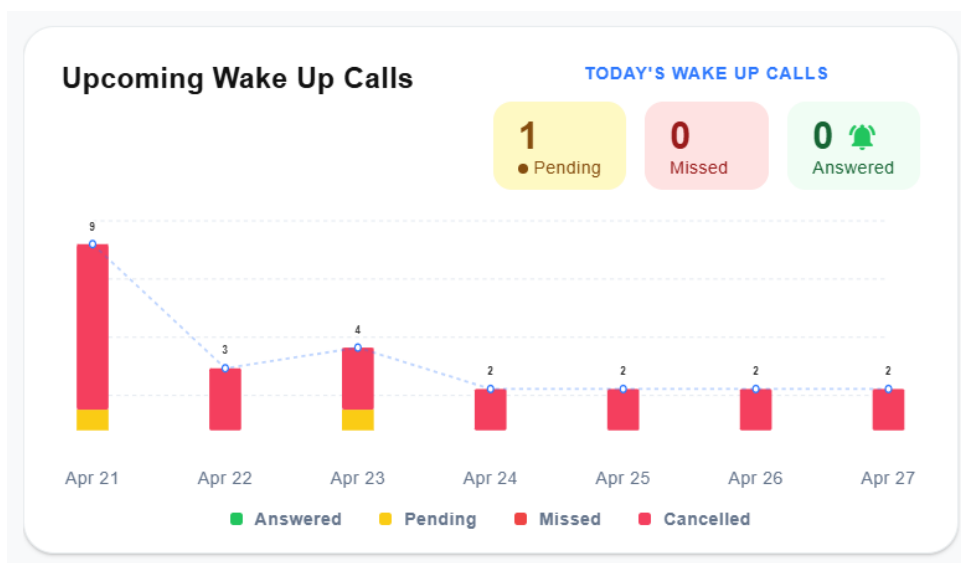 Upcoming Wake Up Calls
TODAY'S WAKE UP CALLS
1
Pending
0
Missed
0
Answered
9
3
4
2
2
2
2
Apr 21
Apr 22
Apr 23
Apr 24
Apr 25
Apr 26
Apr 27
Answered
Pending
Missed
Cancelled